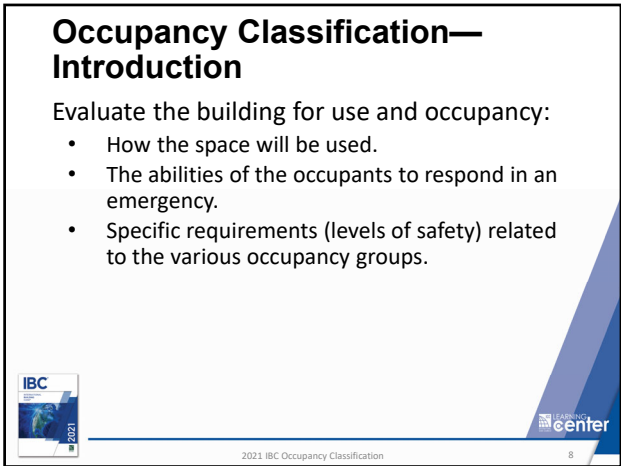 Occupancy Classification—
Introduction
Evaluate the building for use and occupancy:
• How the space will be used.
• The abilities of the occupants to respond in an
emergency.
• Specific requirements (levels of safety) related
to the various occupancy groups.
IBC
2021
LEARNING
center
2021 IBC Occupancy Classification
8